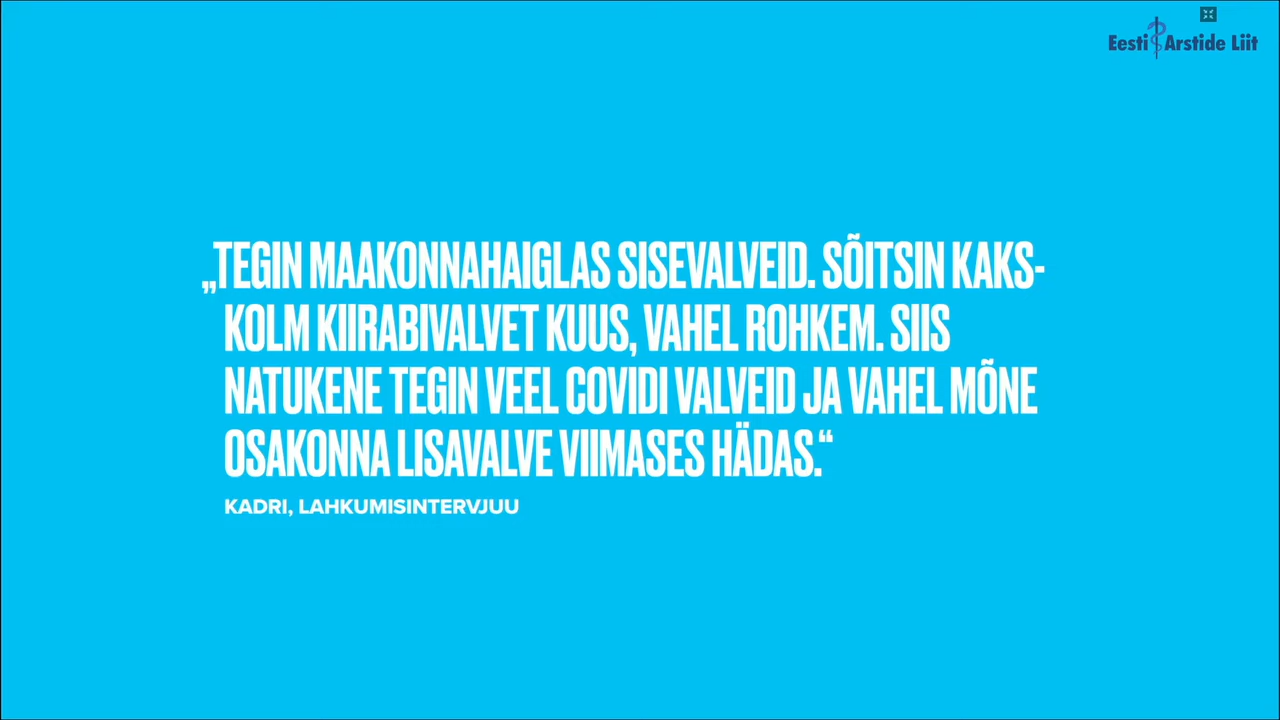 Eesti Arstide Liit
„TEGIN MAAKONNAHAIGLAS SISEVALVEID. SÕITSIN KAKS-
KOLM KIIRABIVALVET KUUS, VAHEL ROHKEM. SIIS
NATUKENE TEGIN VEEL COVIDI VALVEID JA VAHEL MÕNE
OSAKONNA LISAVALVE VIIMASES HÄDAS.“
KADRI, LAHKUMISINTERVJUU